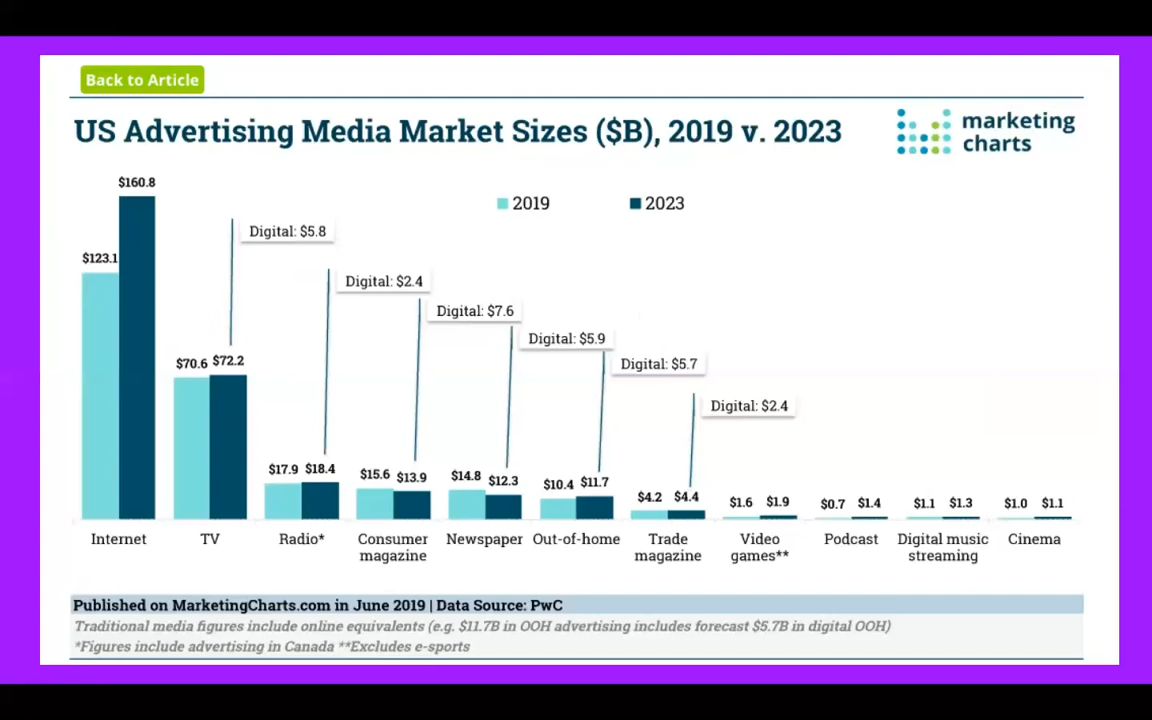 Back to Article
US Advertising Media Market Sizes ($B), 2019 v. 2023
marketing
charts
2019
2023
$160.8
$123.1
Digital: $5.8
Digital: $2.4
Digital: $7.6
Digital: $5.9
Digital: $5.7
Digital: $2.4
$70.6 $72.2
$17.9 $18.4
$15.6 $13.9
$14.8 $12.3
$10.4 $11.7
$4.2 $4.4
$1.6 $1.9
$0.7 $1.4
$1.1 $1.3
$1.0 $1.1
Internet
TV
Radio*
Consumer
magazine
Newspaper
Out-of-home
Trade
magazine
Video
games**
Podcast
Digital music
streaming
Cinema
Published on MarketingCharts.com in June 2019 | Data Source: PwC
Traditional media figures include online equivalents (e.g. $11.7B in OOH advertising includes forecast $5.7B in digital OOH)
*Figures include advertising in Canada **Excludes e-sports